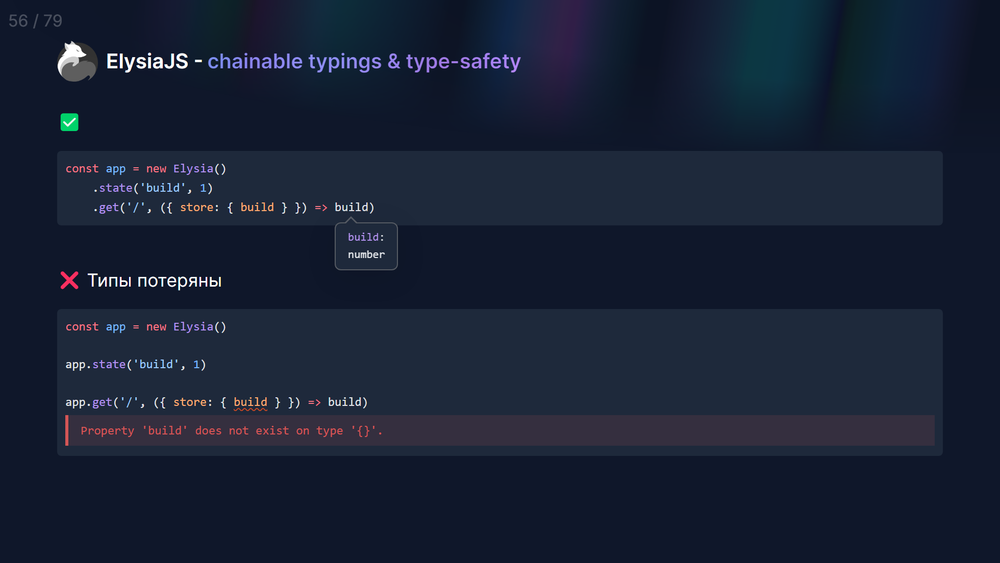 56 / 79
ElysiaJS - chainable typings & type-safety
const app = new Elysia()
.state('build', 1)
.get('/', ({ store: { build } }) => build)
build:
number
Типы потеряны
const app = new Elysia()
app.state('build', 1)
app.get('/', ({ store: { build } }) => build)
Property 'build' does not exist on type '{}'.